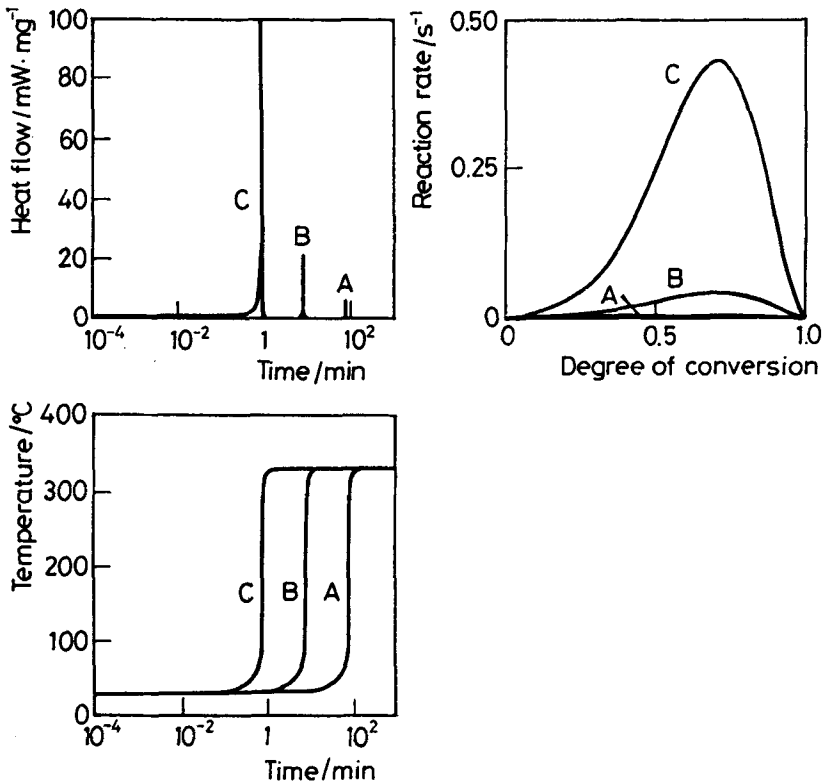 Heat flow/mW·mg⁻¹
100
80
60
40
20
0
C
B
A
10⁻⁴
10⁻²
1
10²
Time/min
Reaction rate/s⁻¹
0.50
0.25
0
C
A
B
0
0.5
1.0
Degree of conversion
Temperature/°C
400
300
200
100
0
C
B
A
10⁻⁴
10⁻²
1
10²
Time/min